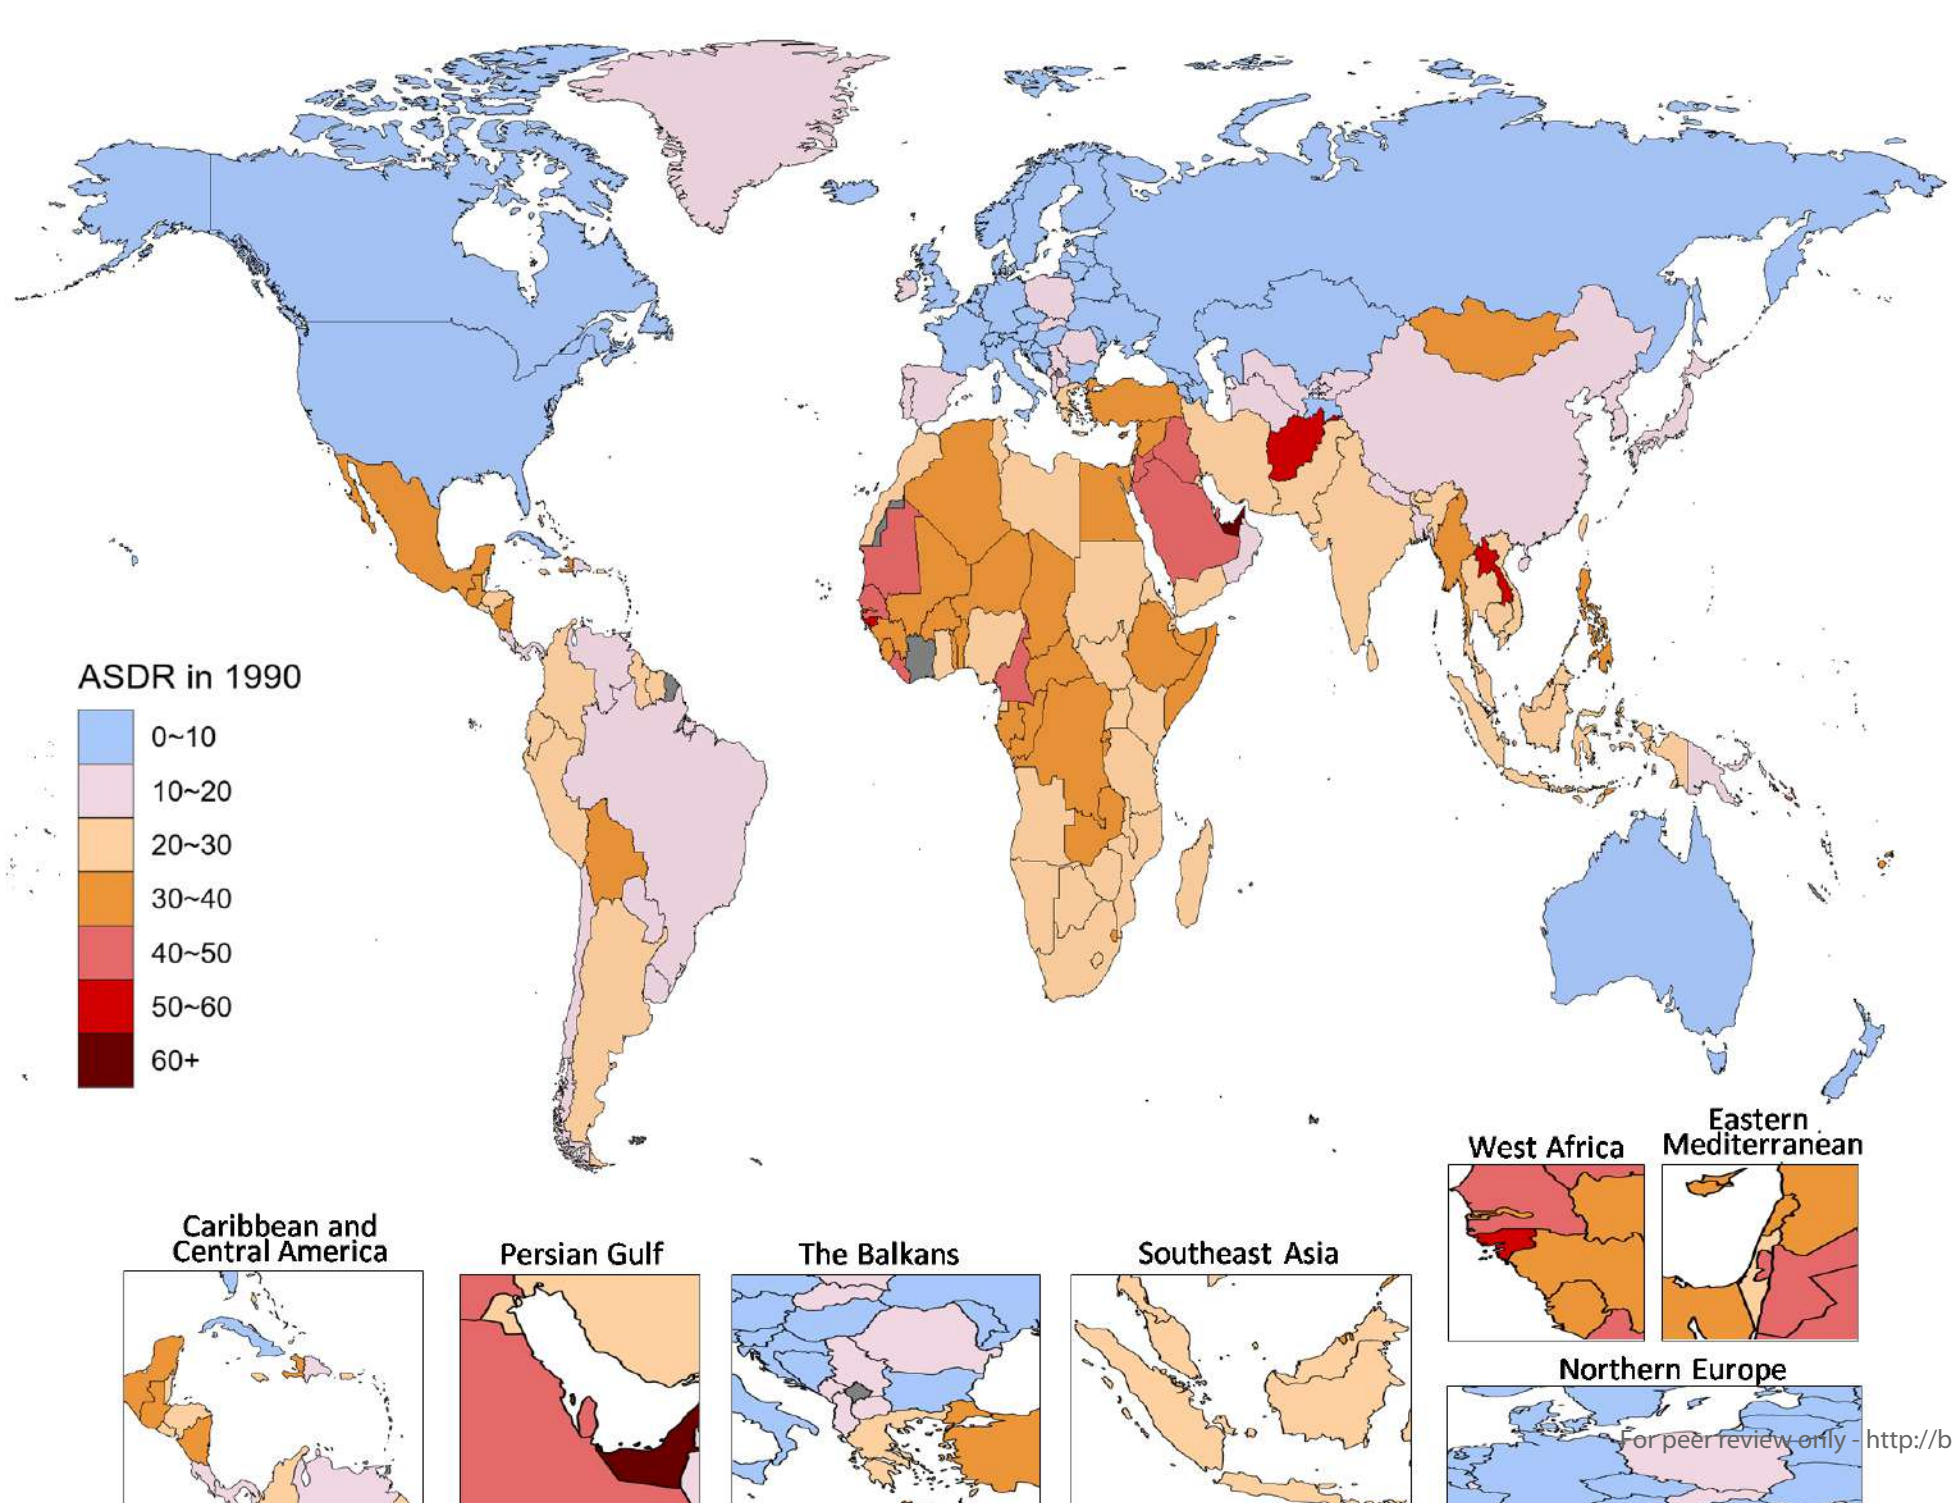 ASDR in 1990
0~10
10~20
20~30
30~40
40~50
50~60
60+
West Africa
Eastern
Mediterranean
Caribbean and
Central America
Persian Gulf
The Balkans
Southeast Asia
Northern Europe
For peer review only - http://b